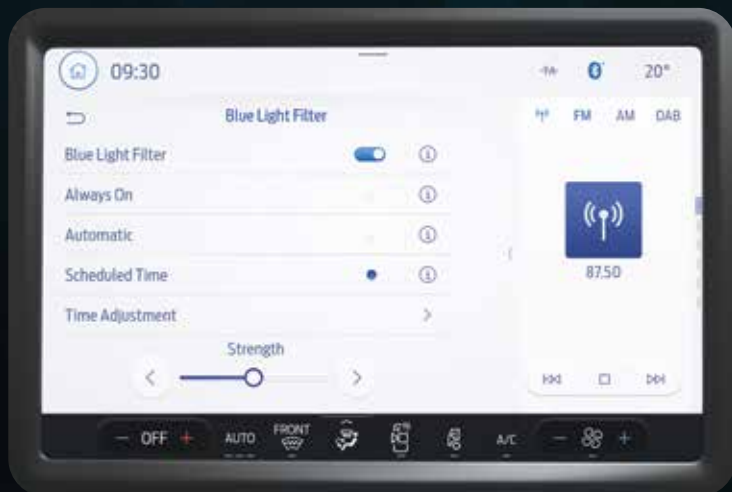 09:30
20°
Blue Light Filter
FM AM DAB
Blue Light Filter
Always On
Automatic
Scheduled Time
87.50
Time Adjustment
Strength
OFF AUTO FRONT A/C